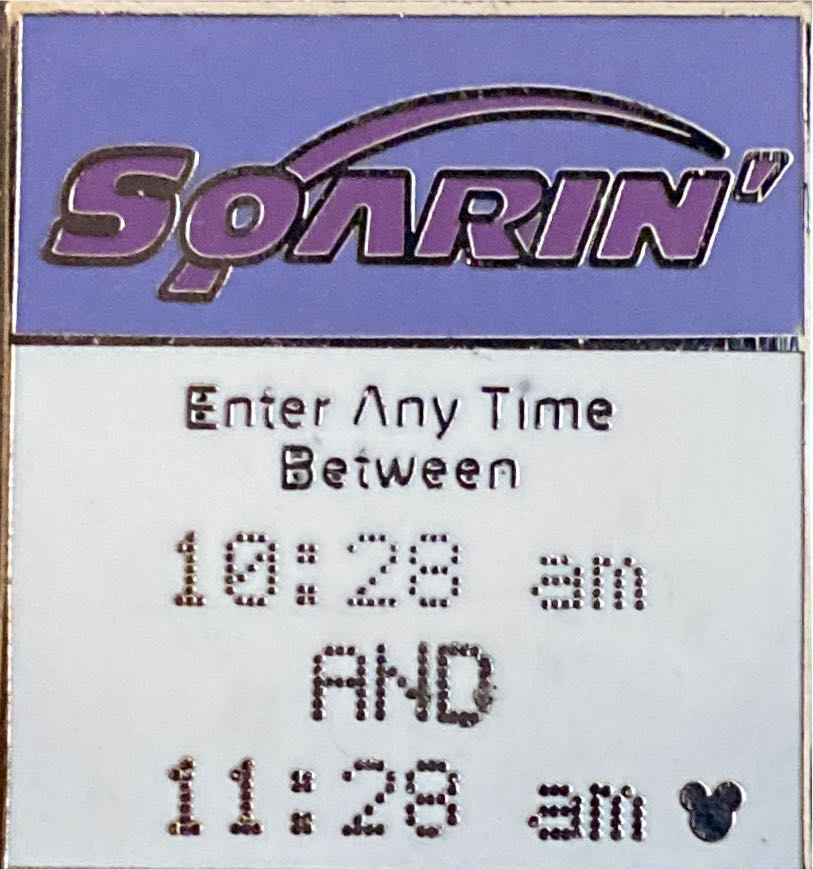 SOARIN'
Enter Any Time
Between
10:28 am
AND
11:28 am